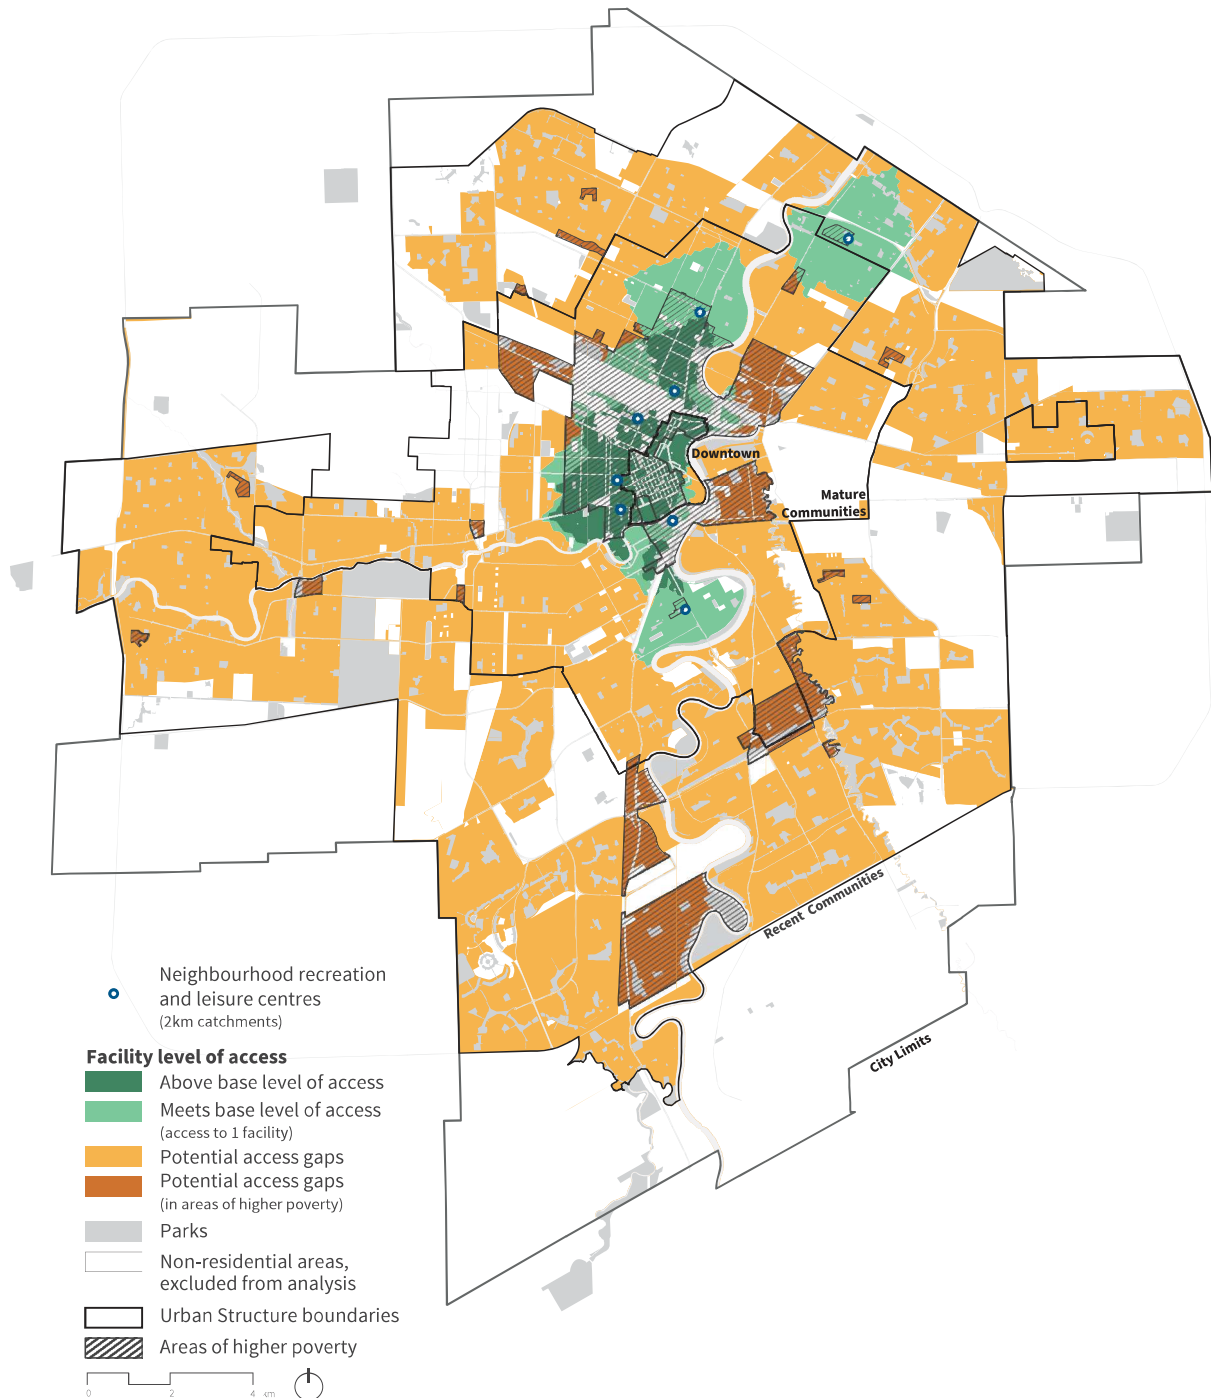 Downtown
Mature
Communities
Recent Communities
City Limits
Neighbourhood recreation
and leisure centres
(2km catchments)
Facility level of access
Above base level of access
Meets base level of access
(access to 1 facility)
Potential access gaps
Potential access gaps
(in areas of higher poverty)
Parks
Non-residential areas,
excluded from analysis
Urban Structure boundaries
Areas of higher poverty
0 2 4 km